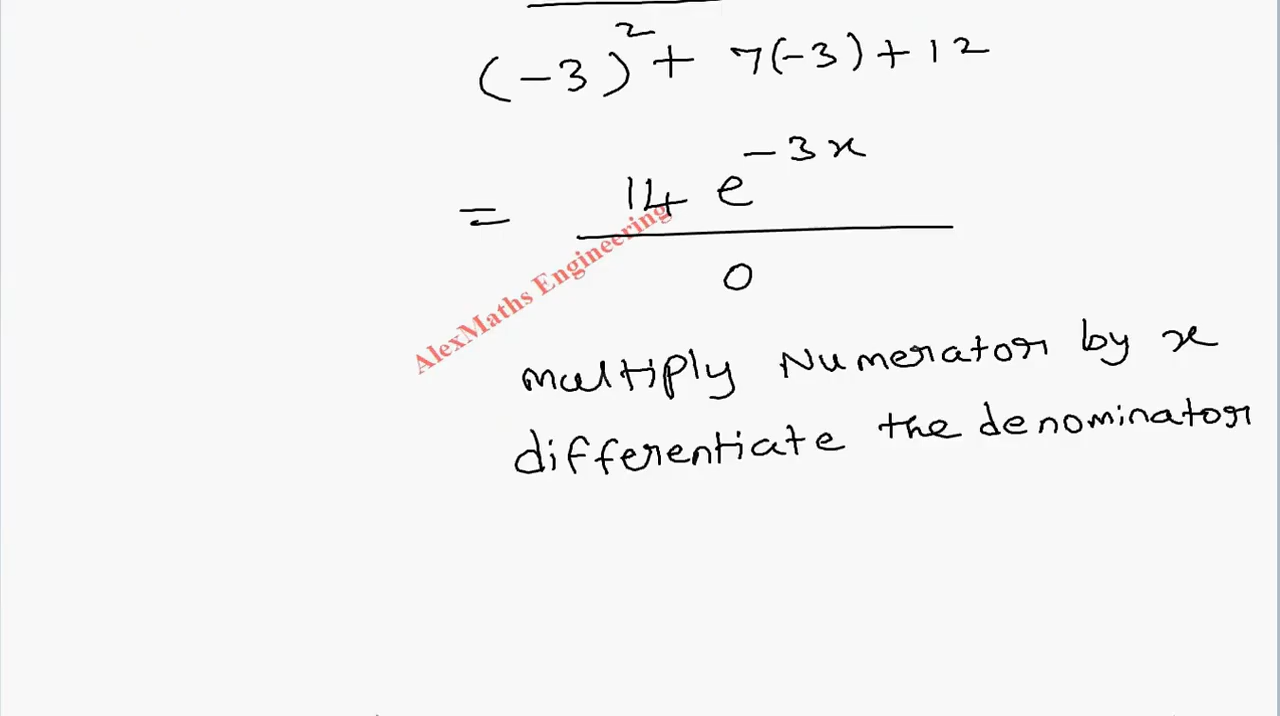 (-3)² + 7(-3) + 12
= 14 e^{-3x}
0
AlexMaths Engineering
multiply Numerator by x
differentiate the denominator